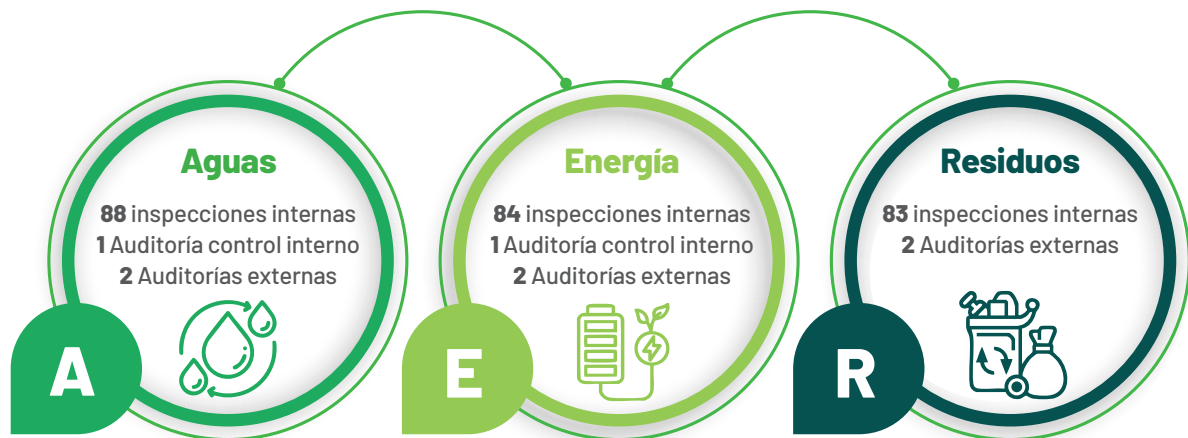 Aguas
88 inspecciones internas
1 Auditoría control interno
2 Auditorías externas
A
Energía
84 inspecciones internas
1 Auditoría control interno
2 Auditorías externas
E
Residuos
83 inspecciones internas
2 Auditorías externas
R